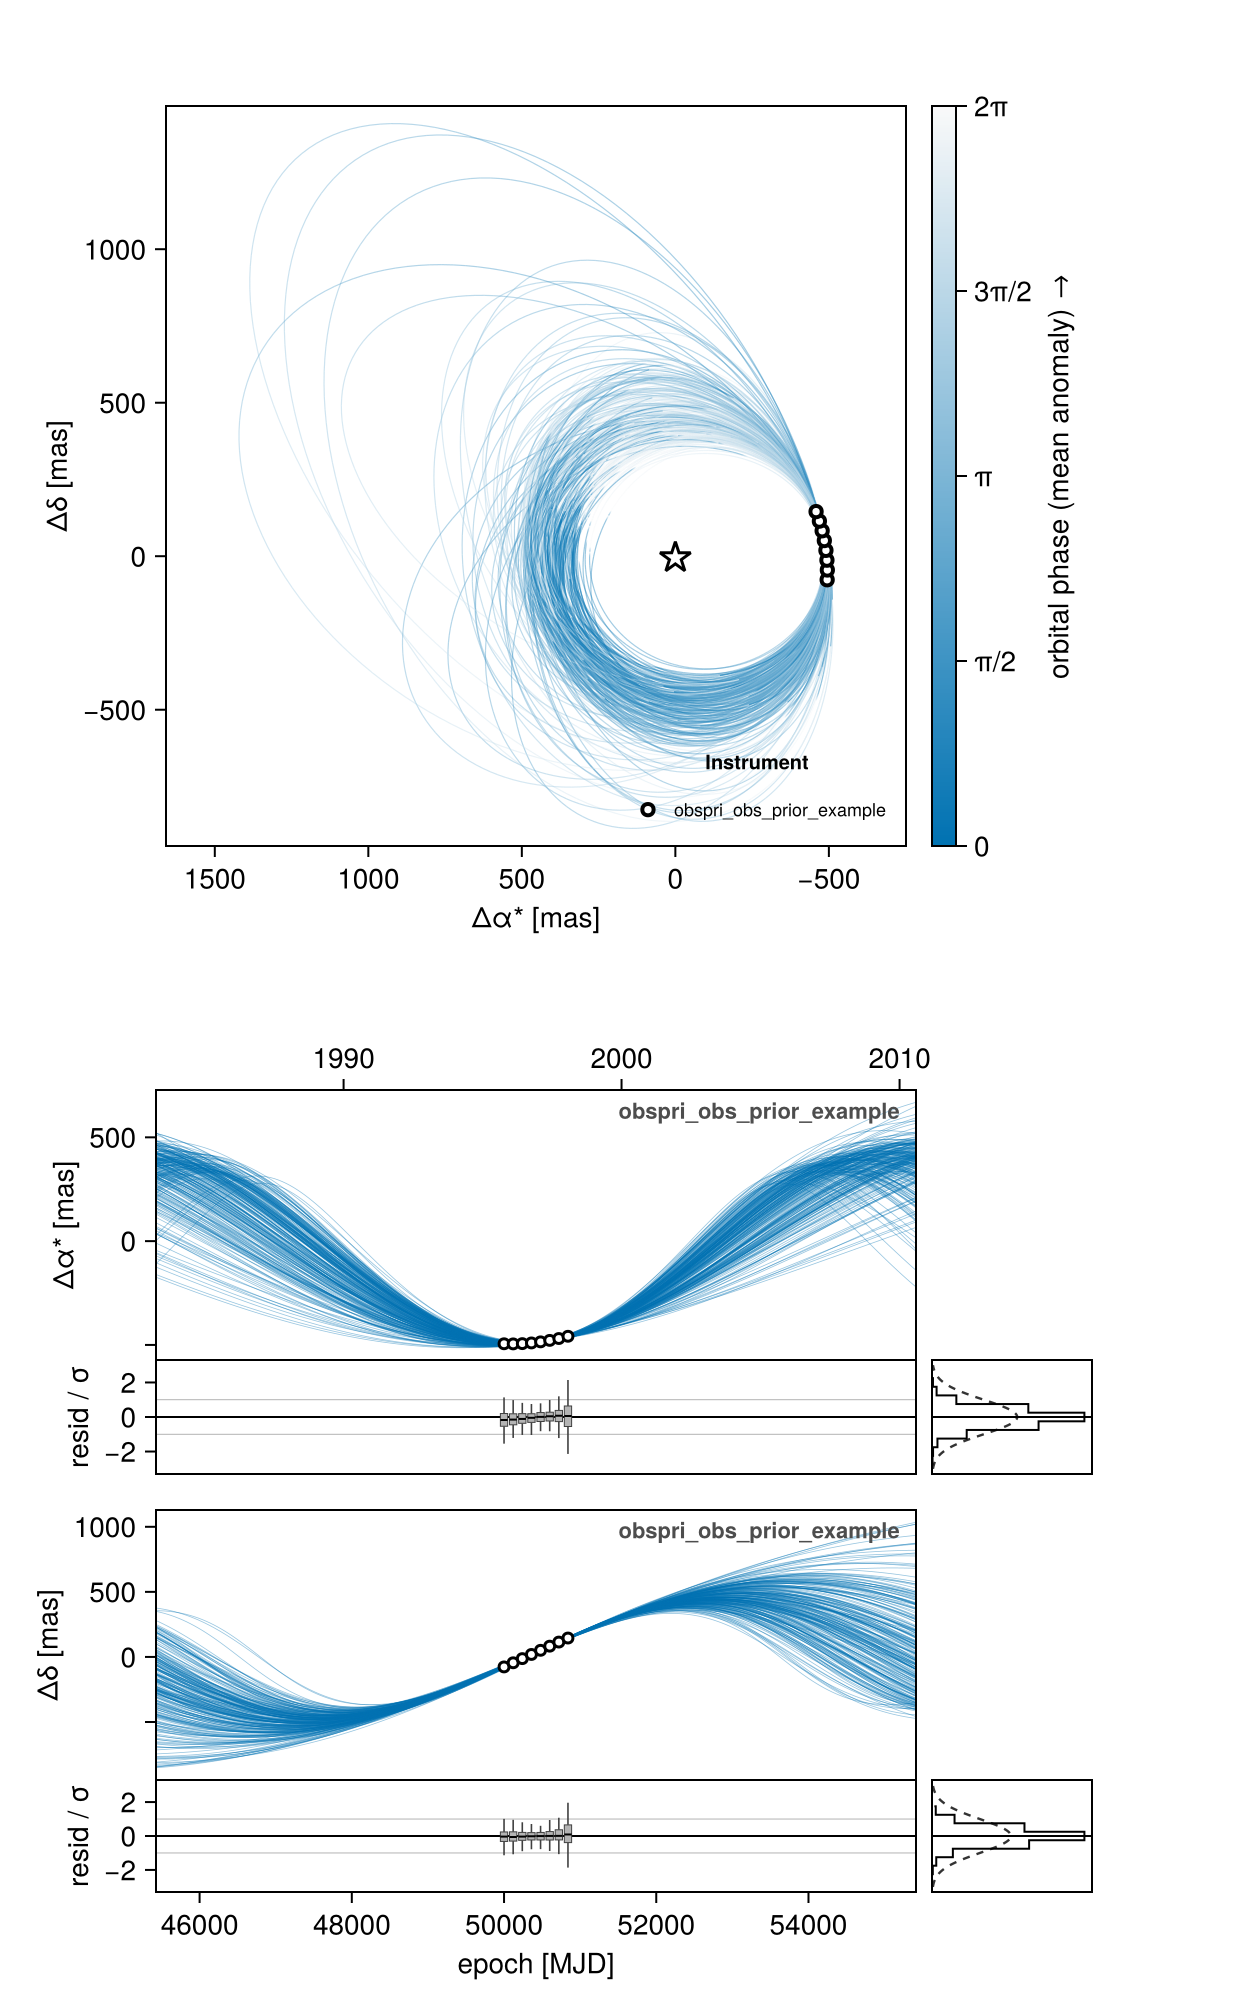 1000
500
0
−500
Δδ [mas]
1500
1000
500
0
−500
Δα* [mas]
Instrument
obspri_obs_prior_example
2π
3π/2
π
π/2
0
orbital phase (mean anomaly) →
1990
2000
2010
obspri_obs_prior_example
500
0
Δα* [mas]
2
0
−2
resid / σ
obspri_obs_prior_example
1000
500
0
Δδ [mas]
2
0
−2
resid / σ
46000
48000
50000
52000
54000
epoch [MJD]